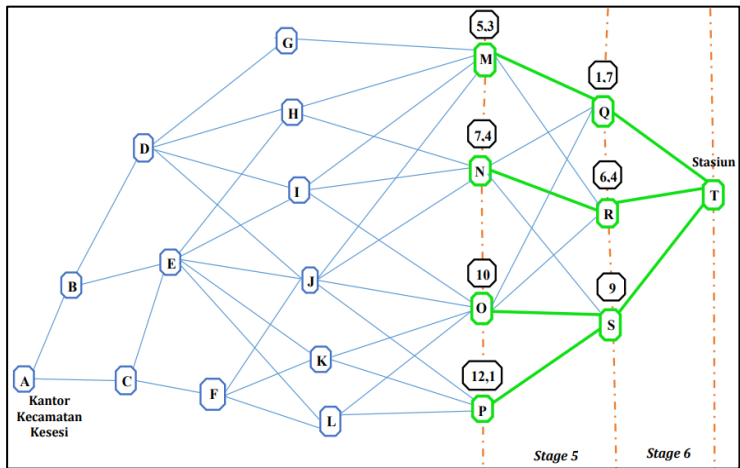 5,3
G
M
1,7
H
Q
7,4
D
Stasiun
6,4
N
I
T
R
E
10
9
B
J
O
S
K
12,1
A
C
F
Kantor
Kecamatan
Kesesi
L
P
Stage 5
Stage 6